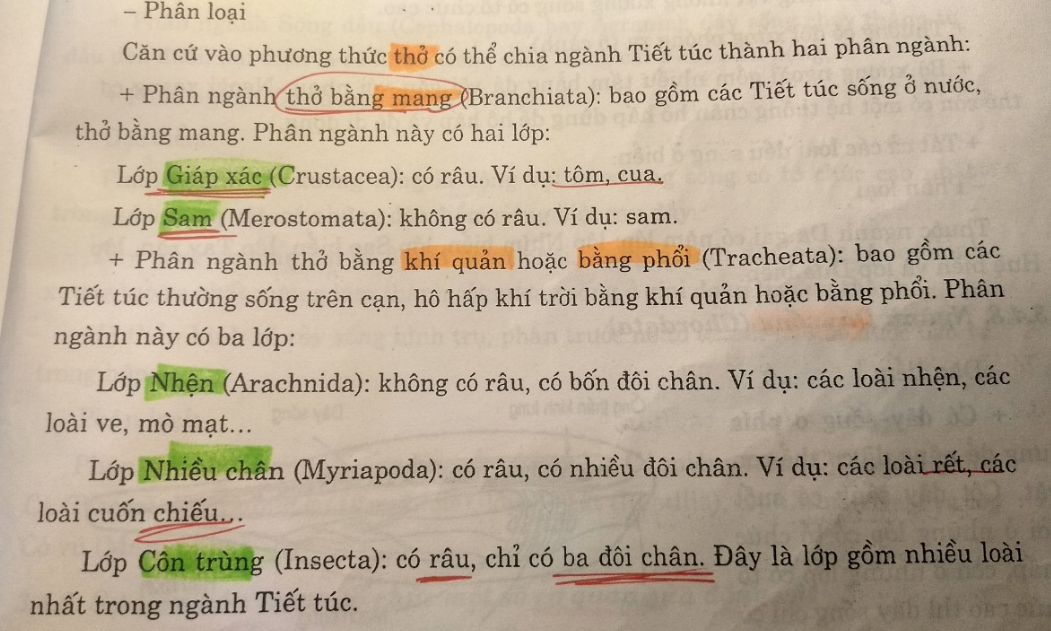 – Phân loại
Căn cứ vào phương thức thở có thể chia ngành Tiết túc thành hai phân ngành:
+ Phân ngành thở bằng mang (Branchiata): bao gồm các Tiết túc sống ở nước,
thở bằng mang. Phân ngành này có hai lớp:
Lớp Giáp xác (Crustacea): có râu. Ví dụ: tôm, cua.
Lớp Sam (Merostomata): không có râu. Ví dụ: sam.
+ Phân ngành thở bằng khí quản hoặc bằng phổi (Tracheata): bao gồm các
Tiết túc thường sống trên cạn, hô hấp khí trời bằng khí quản hoặc bằng phổi. Phân
ngành này có ba lớp:
Lớp Nhện (Arachnida): không có râu, có bốn đôi chân. Ví dụ: các loài nhện, các
loài ve, mò mạt...
Lớp Nhiều chân (Myriapoda): có râu, có nhiều đôi chân. Ví dụ: các loài rết, các
loài cuốn chiếu...
Lớp Côn trùng (Insecta): có râu, chỉ có ba đôi chân. Đây là lớp gồm nhiều loài
nhất trong ngành Tiết túc.